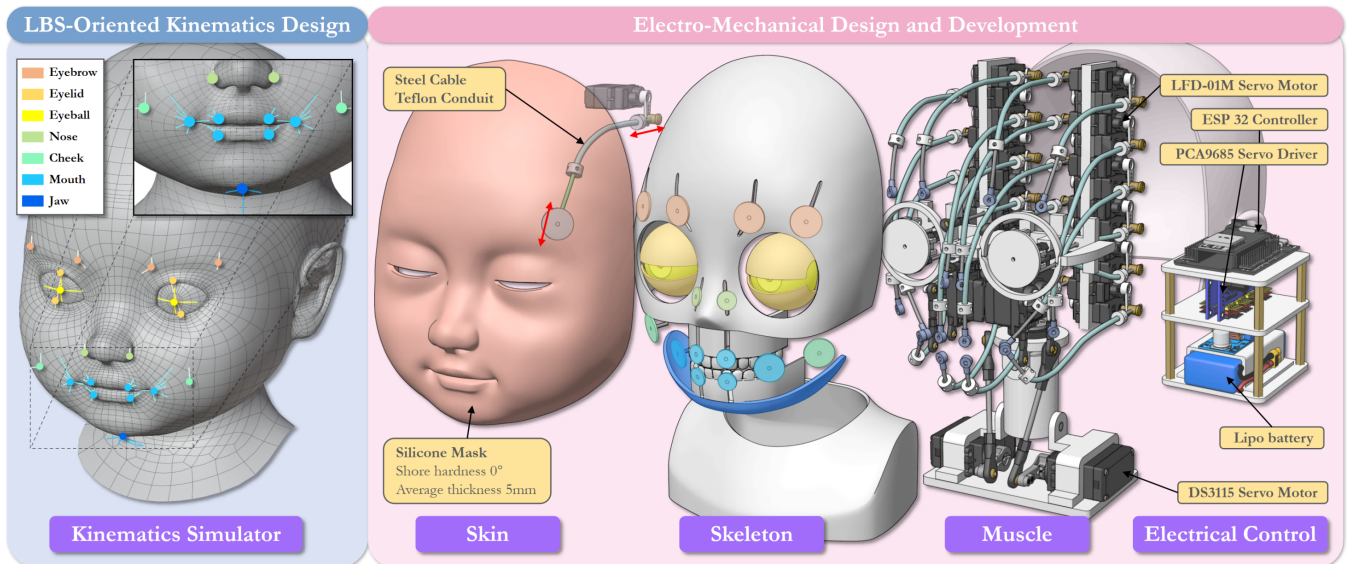 LBS-Oriented Kinematics Design
Electro-Mechanical Design and Development
Eyebrow
Eyelid
Eyeball
Nose
Cheek
Mouth
Jaw
Steel Cable
Teflon Conduit
LFD-01M Servo Motor
ESP 32 Controller
PCA9685 Servo Driver
Silicone Mask
Shore hardness 0°
Average thickness 5mm
Lipo battery
DS3115 Servo Motor
Kinematics Simulator
Skin
Skeleton
Muscle
Electrical Control